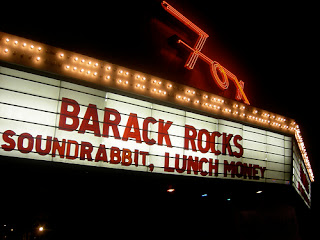 Fox
BARACK ROCKS
SOUNDRABBIT, LUNCH MONEY